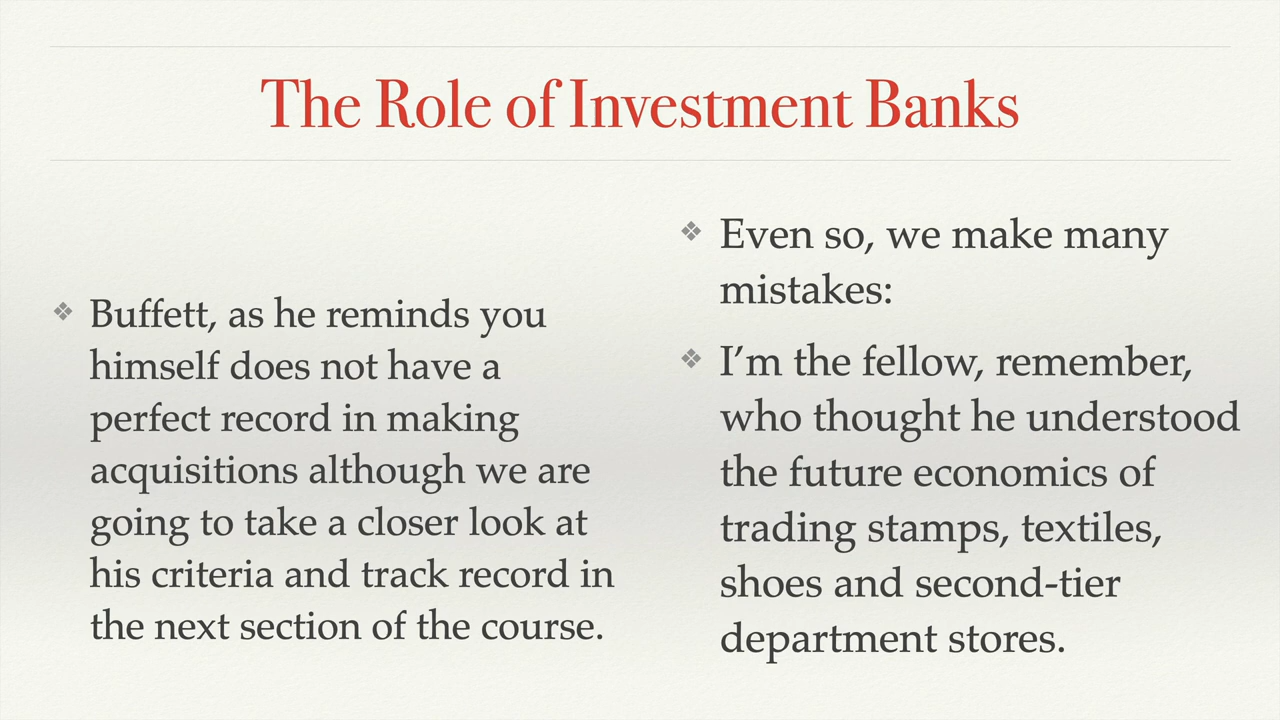 The Role of Investment Banks
❖ Buffett, as he reminds you
himself does not have a
perfect record in making
acquisitions although we are
going to take a closer look at
his criteria and track record in
the next section of the course.
❖ Even so, we make many
mistakes:
❖ I’m the fellow, remember,
who thought he understood
the future economics of
trading stamps, textiles,
shoes and second-tier
department stores.